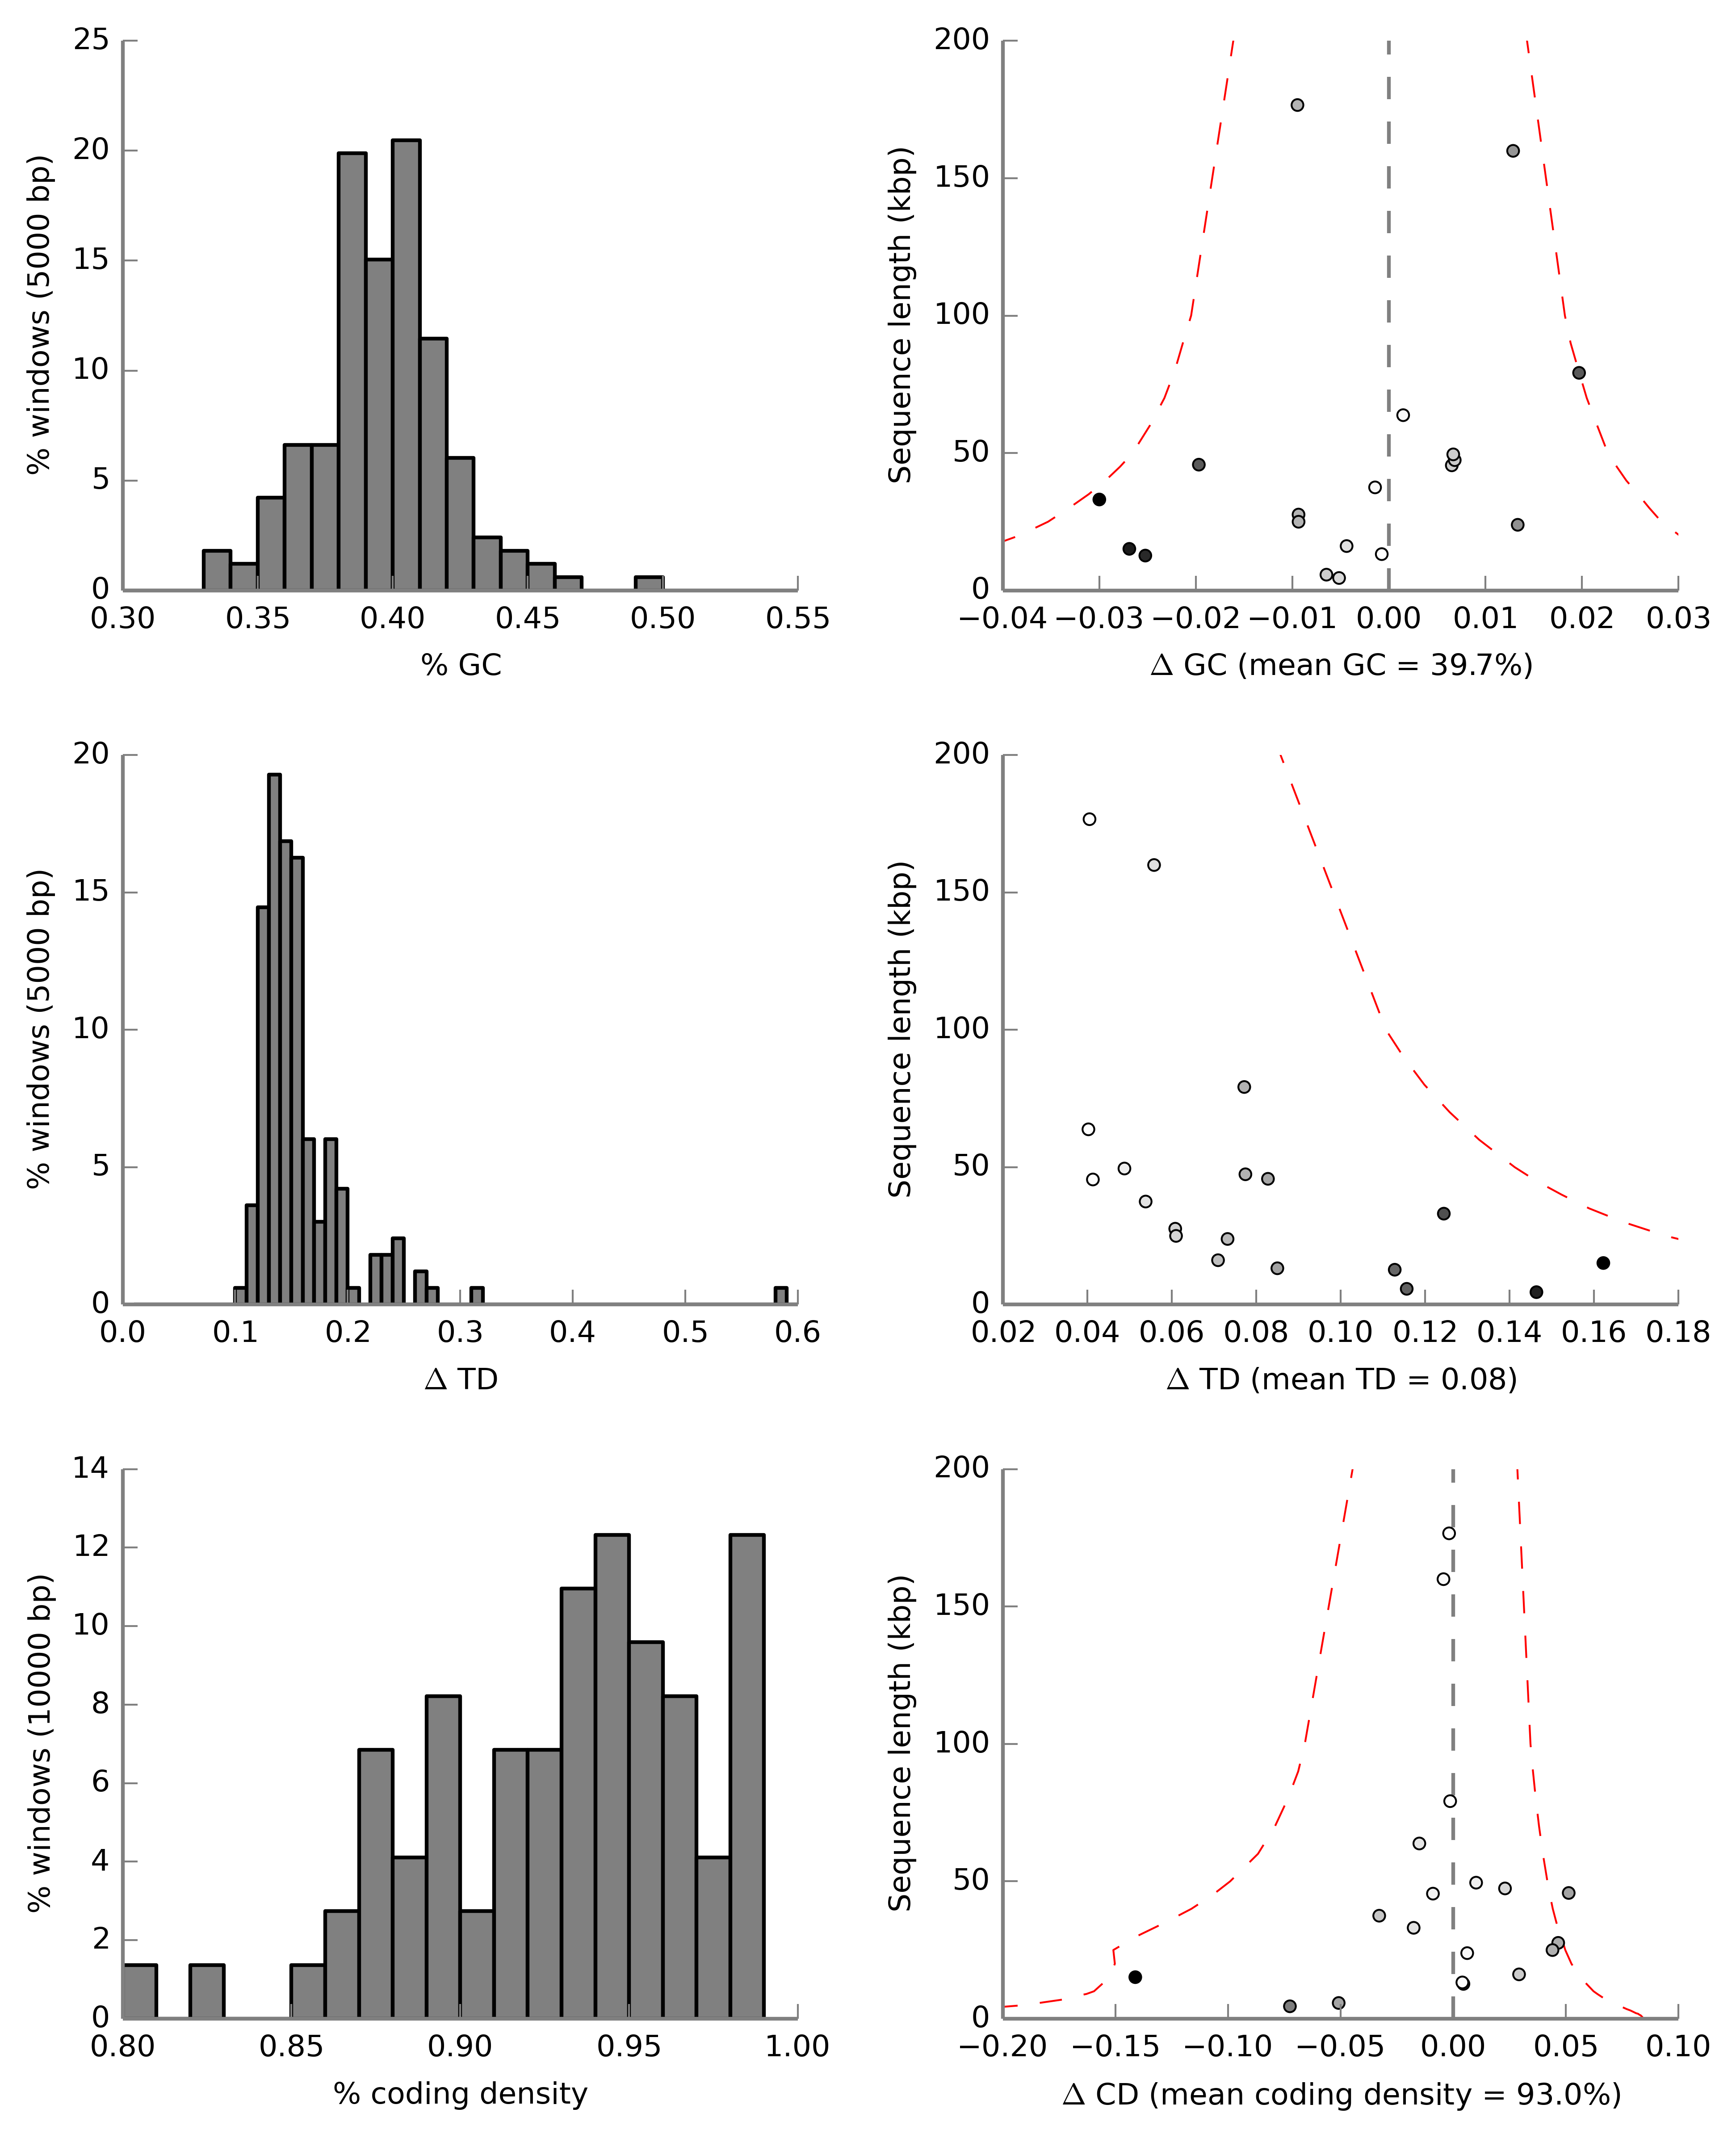 25
20
15
10
5
0
% windows (5000 bp)
0.30 0.35 0.40 0.45 0.50 0.55
% GC
200
150
100
50
0
Sequence length (kbp)
−0.04 −0.03 −0.02 −0.01 0.00 0.01 0.02 0.03
Δ GC (mean GC = 39.7%)
20
15
10
5
0
% windows (5000 bp)
0.0 0.1 0.2 0.3 0.4 0.5 0.6
Δ TD
200
150
100
50
0
Sequence length (kbp)
0.02 0.04 0.06 0.08 0.10 0.12 0.14 0.16 0.18
Δ TD (mean TD = 0.08)
14
12
10
8
6
4
2
0
% windows (10000 bp)
0.80 0.85 0.90 0.95 1.00
% coding density
200
150
100
50
0
Sequence length (kbp)
−0.20 −0.15 −0.10 −0.05 0.00 0.05 0.10
Δ CD (mean coding density = 93.0%)